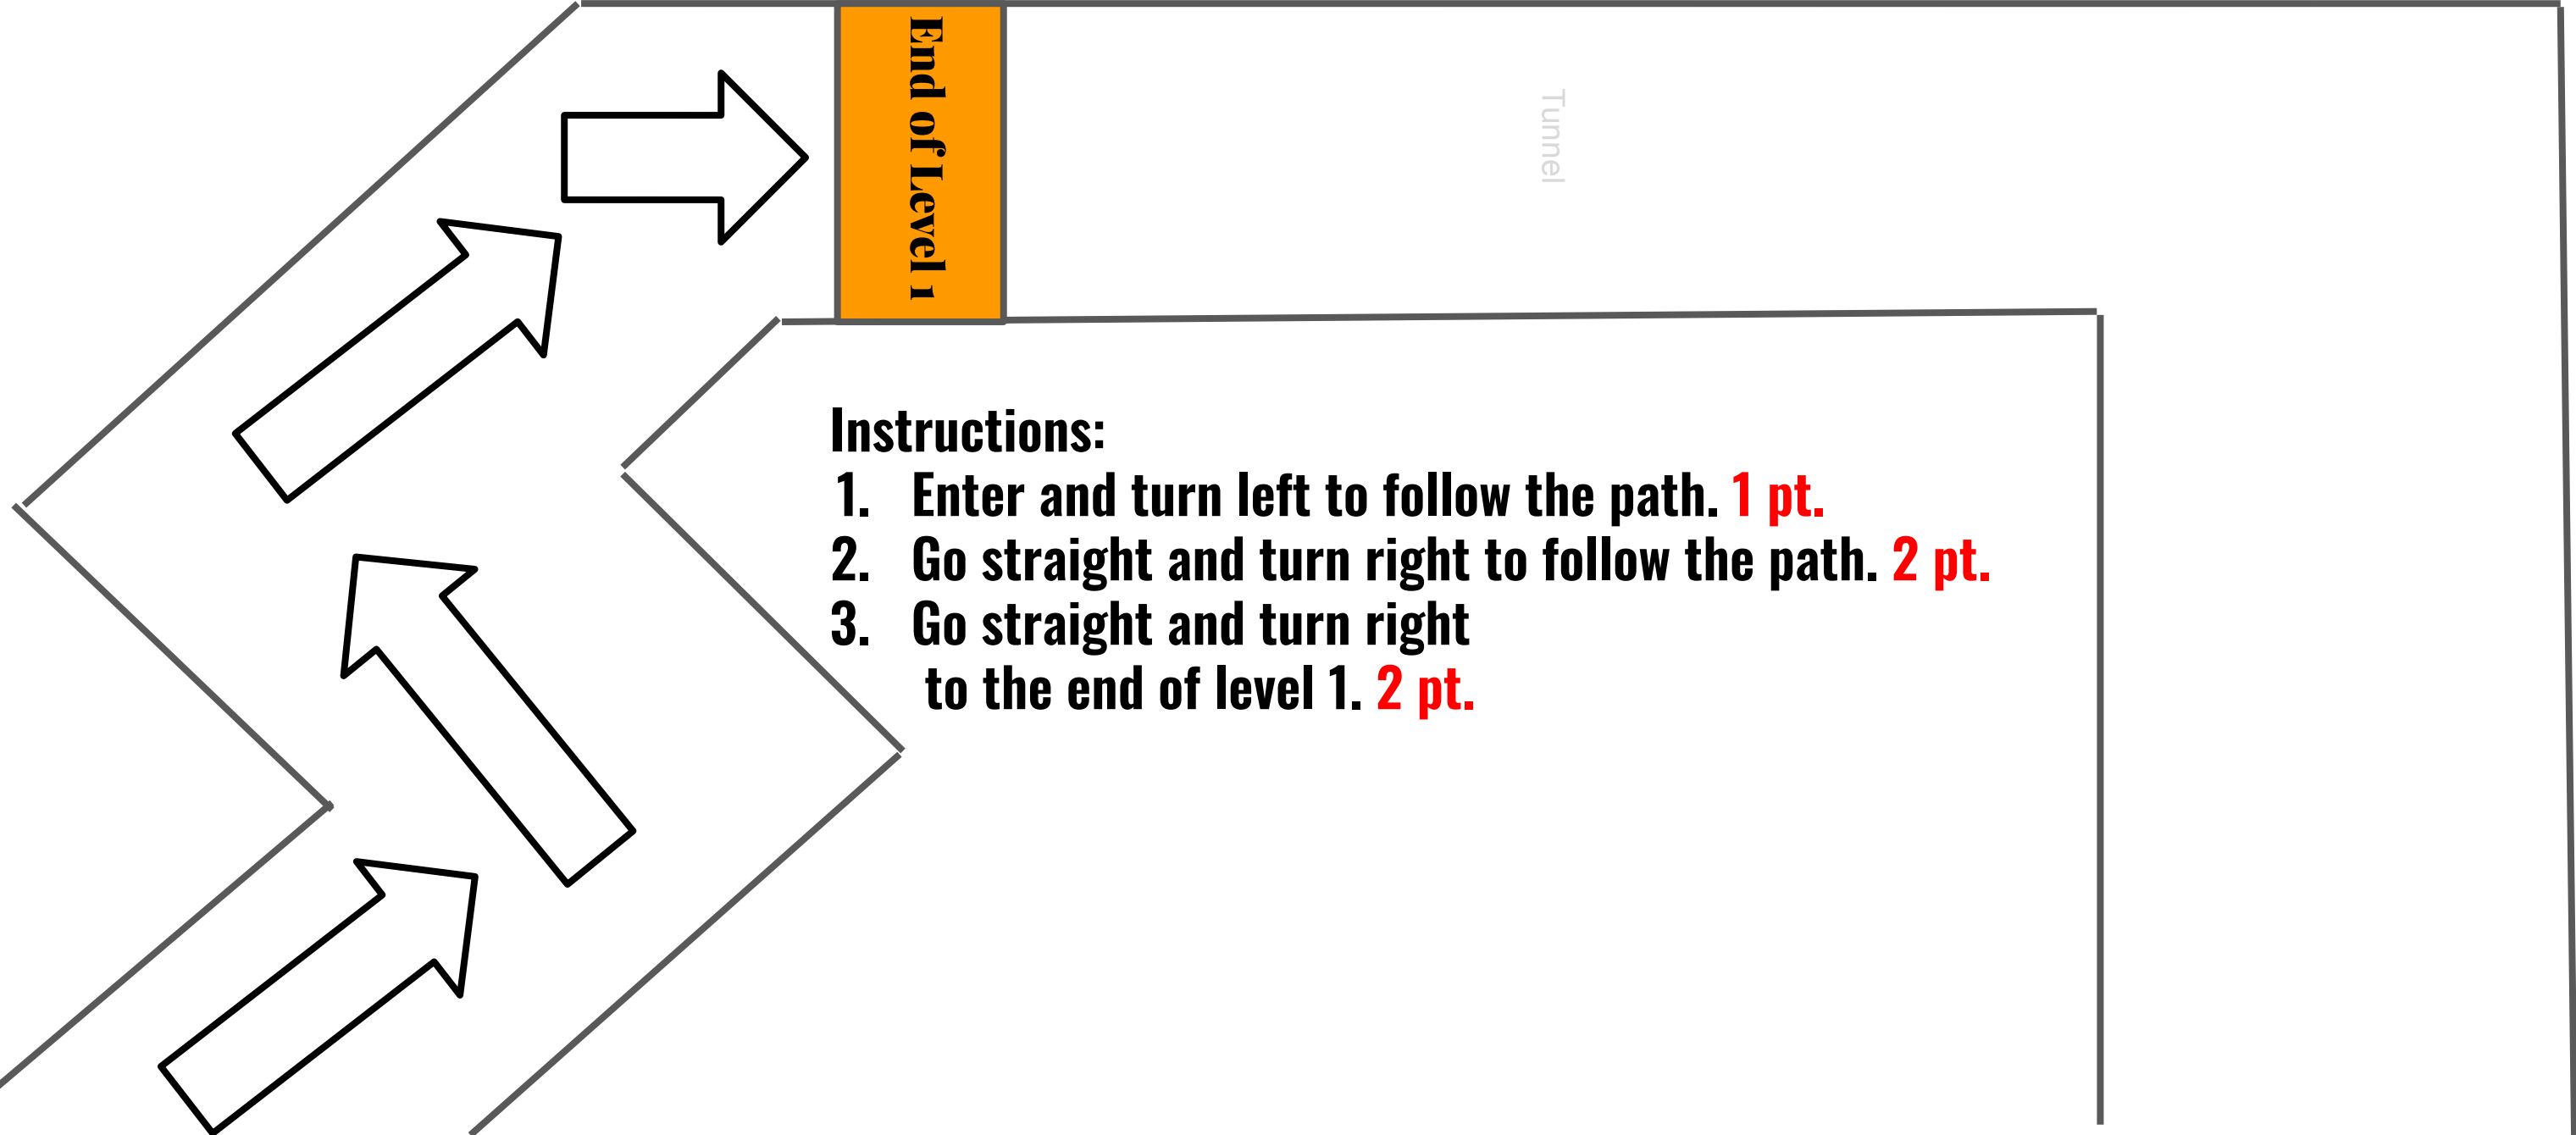 End of Level 1
Tunnel
Instructions:
1. Enter and turn left to follow the path. 1 pt.
2. Go straight and turn right to follow the path. 2 pt.
3. Go straight and turn right
to the end of level 1. 2 pt.